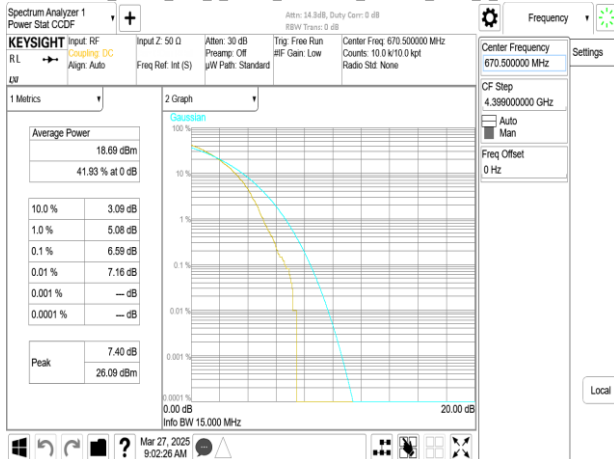 Spectrum Analyzer 1
Power Stat CCDF
Attn: 14.3dB, Duty Corr: 0 dB
RBW Trans: 0 dB
Frequency
KEYSIGHT
RL
Input: RF
Coupling: DC
Align: Auto
Input Z: 50 Ω
Freq Ref: Int (S)
Atten: 30 dB
Preamp: Off
µW Path: Standard
Trig: Free Run
#IF Gain: Low
Center Freq: 670.500000 MHz
Counts: 10.0 k/10.0 kpt
Radio Std: None
Center Frequency
670.500000 MHz
Settings
CF Step
4.399000000 GHz
Auto
Man
Freq Offset
0 Hz
1 Metrics
Average Power
18.69 dBm
41.93 % at 0 dB
10.0 % 3.09 dB
1.0 % 5.08 dB
0.1 % 6.59 dB
0.01 % 7.16 dB
0.001 % --- dB
0.0001 % --- dB
Peak
7.40 dB
26.09 dBm
2 Graph
Gaussian
100 %
10 %
1 %
0.1 %
0.01 %
0.001 %
0.0001 %
0.00 dB 20.00 dB
Info BW 15.000 MHz
Local
? Mar 27, 2025
9:02:26 AM